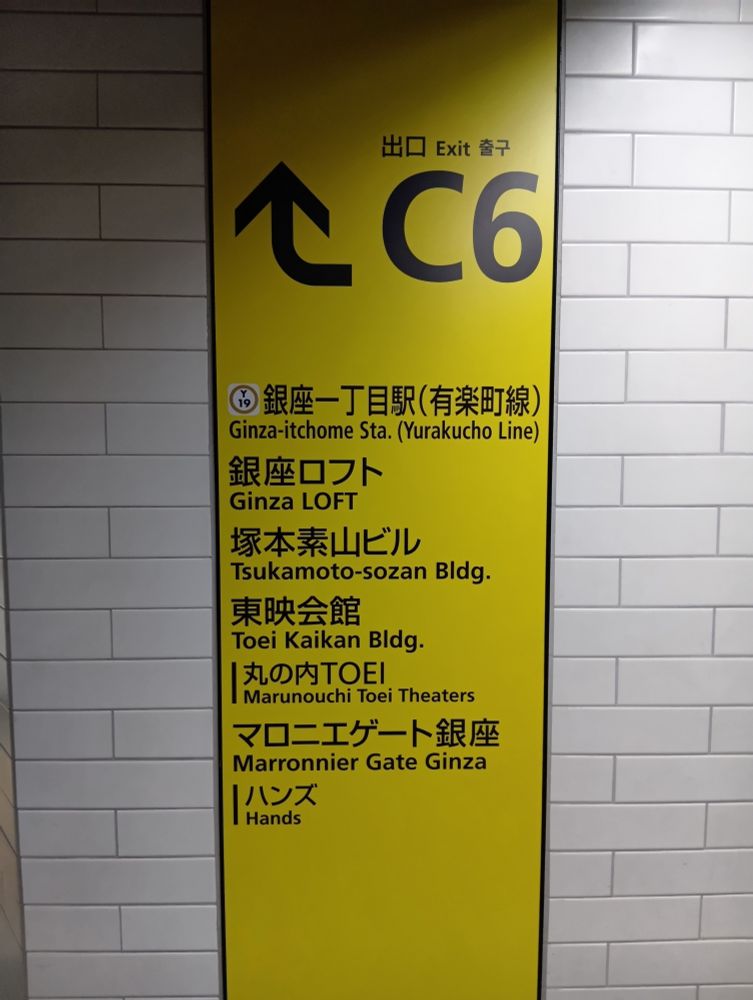 出口 Exit 출구
C6
Y 19 銀座一丁目駅(有楽町線)
Ginza-itchome Sta. (Yurakucho Line)
銀座ロフト
Ginza LOFT
塚本素山ビル
Tsukamoto-sozan Bldg.
東映会館
Toei Kaikan Bldg.
丸の内TOEI
Marunouchi Toei Theaters
マロニエゲート銀座
Marronnier Gate Ginza
ハンズ
Hands